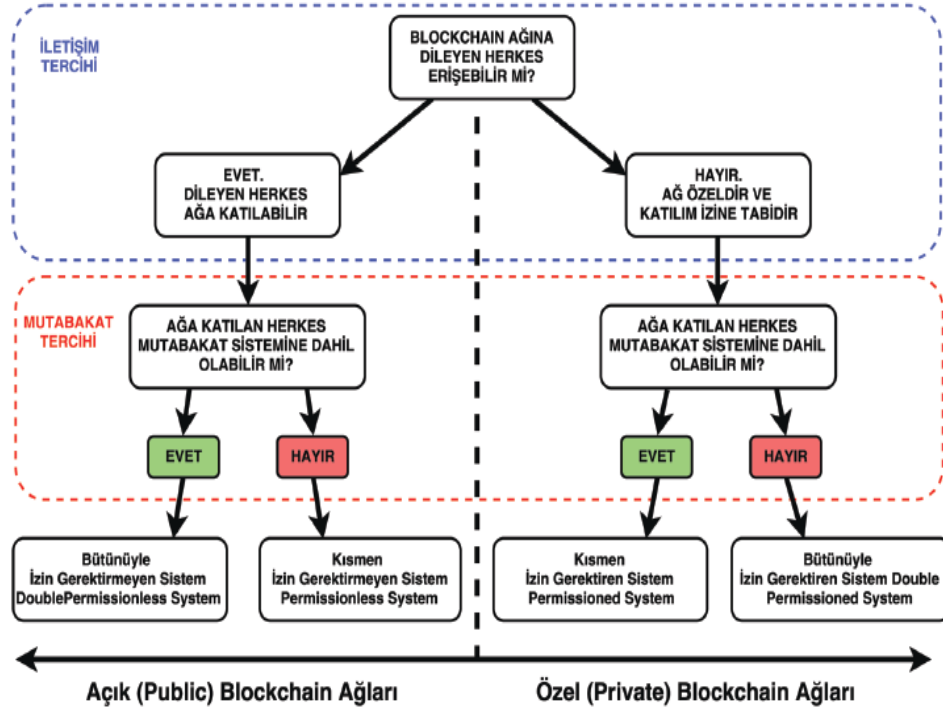 İLETİŞİM
TERCİHİ
BLOCKCHAIN AĞINA
DİLEYEN HERKES
ERİŞEBİLİR Mİ?
EVET.
DİLEYEN HERKES
AĞA KATILABİLİR
HAYIR.
AĞ ÖZELDİR VE
KATILIM İZİNE TABİDİR
MUTABAKAT
TERCİHİ
AĞA KATILAN HERKES
MUTABAKAT SİSTEMİNE DAHİL
OLABİLİR Mİ?
AĞA KATILAN HERKES
MUTABAKAT SİSTEMİNE DAHİL
OLABİLİR Mİ?
EVET
HAYIR
EVET
HAYIR
Bütünüyle
İzin Gerektirmeyen Sistem
DoublePermissionless System
Kısmen
İzin Gerektirmeyen Sistem
Permissionless System
Kısmen
İzin Gerektiren Sistem
Permissioned System
Bütünüyle
İzin Gerektiren Sistem Double
Permissioned System
Açık (Public) Blockchain Ağları
Özel (Private) Blockchain Ağları